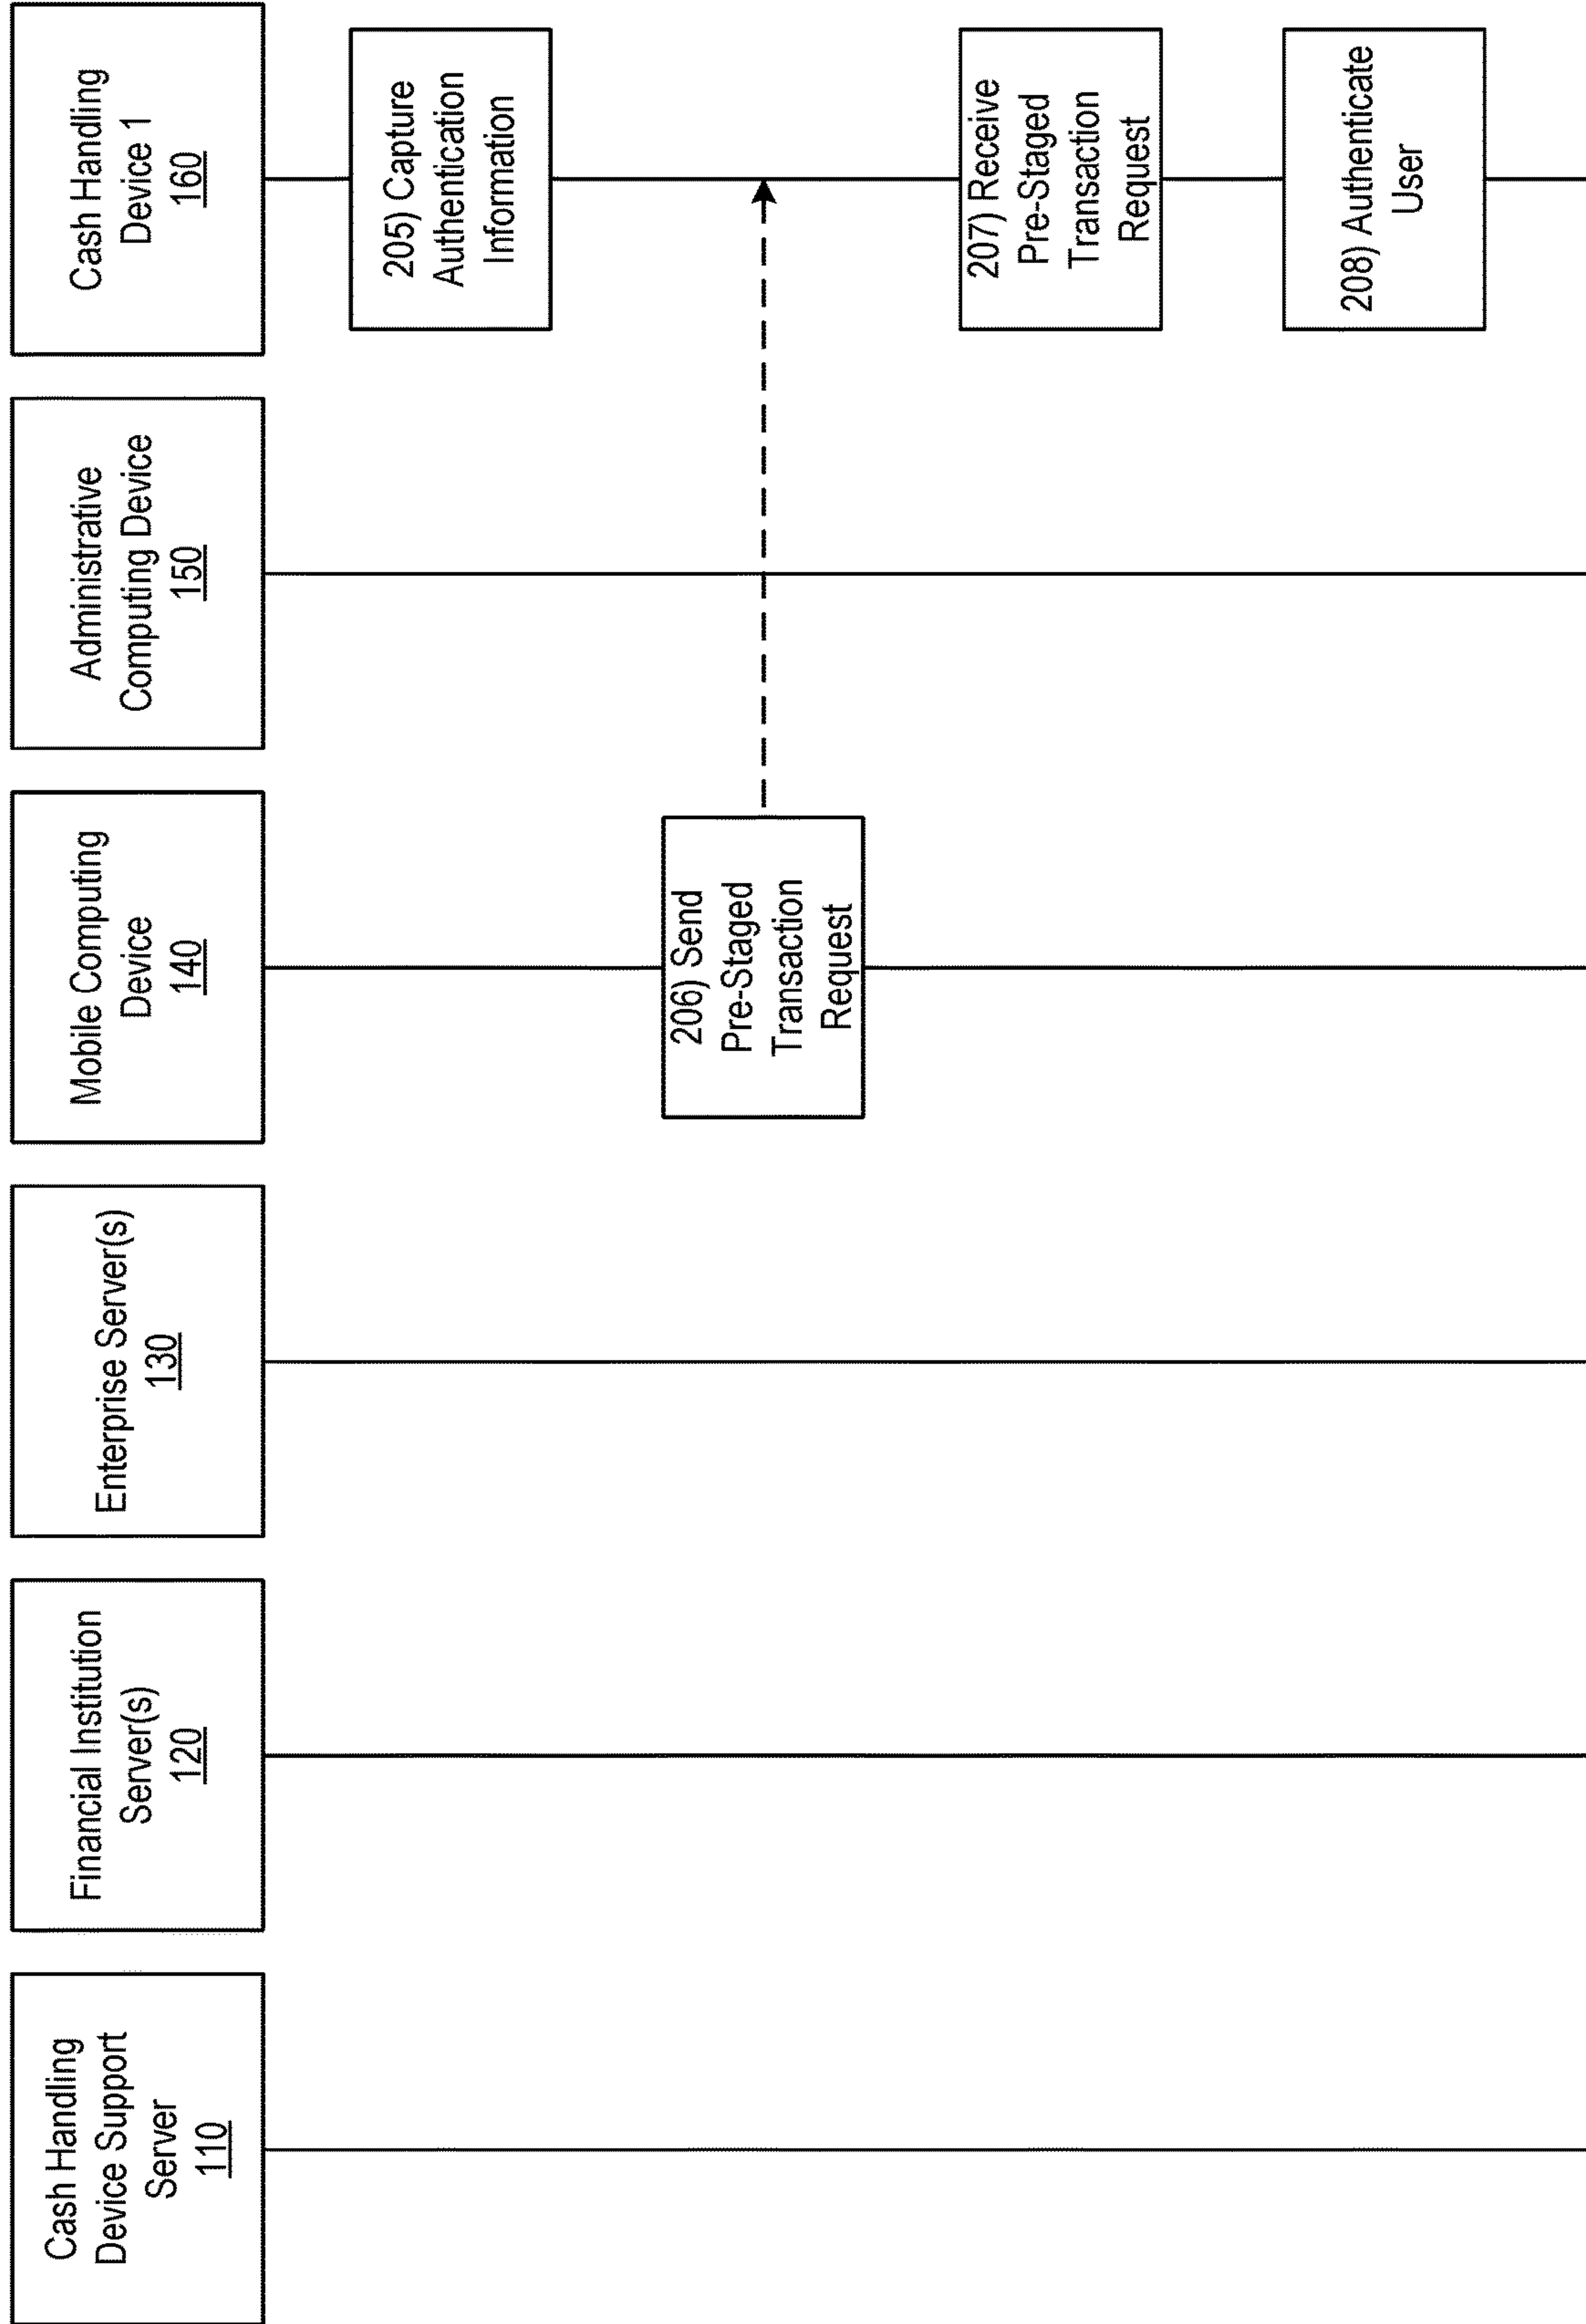 Cash Handling
Device Support
Server
110
Financial Institution
Server(s)
120
Enterprise Server(s)
130
Mobile Computing
Device
140
Administrative
Computing Device
150
Cash Handling
Device 1
160
205) Capture
Authentication
Information
206) Send
Pre-Staged
Transaction
Request
207) Receive
Pre-Staged
Transaction
Request
208) Authenticate
User